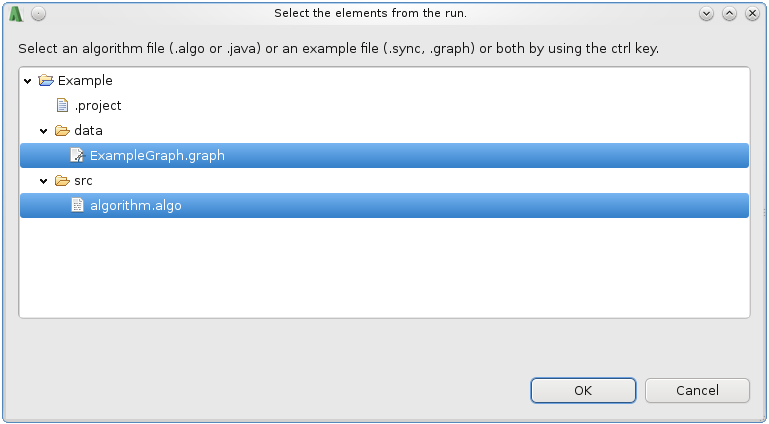 Select the elements from the run.
Select an algorithm file (.algo or .java) or an example file (.sync, .graph) or both by using the ctrl key.
Example
.project
data
ExampleGraph.graph
src
algorithm.algo
OK Cancel